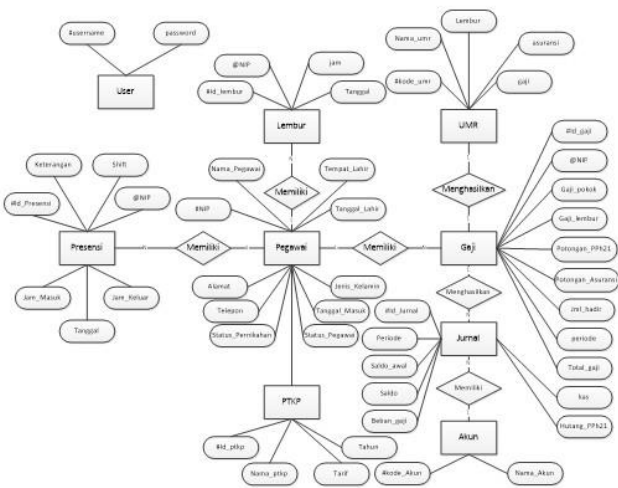 #username
password
User
Lembur
Nama_umr
asuransi
#kode_umr
gaji
UMR
@NIP
jam
#Id_lembur
Tanggal
Lembur
Memiliki
Menghasilkan
#Id_gaji
@NIP
Gaji_pokok
Gaji_lembur
Potongan_PPh21
Potongan_Asuransi
Jml_hadir
periode
Total_gaji
Keterangan
Shift
#Id_Presensi
@NIP
Presensi
Jam_Masuk
Jam_Keluar
Tanggal
Memiliki
Nama_Pegawai
Tempat_Lahir
#NIP
Tanggal_Lahir
Pegawai
Memiliki
Gaji
Alamat
Jenis_Kelamin
Telepon
Tanggal_Masuk
Status_Pernikahan
Status_Pegawai
Menghasilkan
#Id_Jurnal
Periode
Jurnal
Saldo_awal
Saldo
Beban_gaji
kas
Hutang_PPh21
Memiliki
PTKP
#Id_ptkp
Tahun
Nama_ptkp
Tarif
Akun
#kode_Akun
Nama_Akun